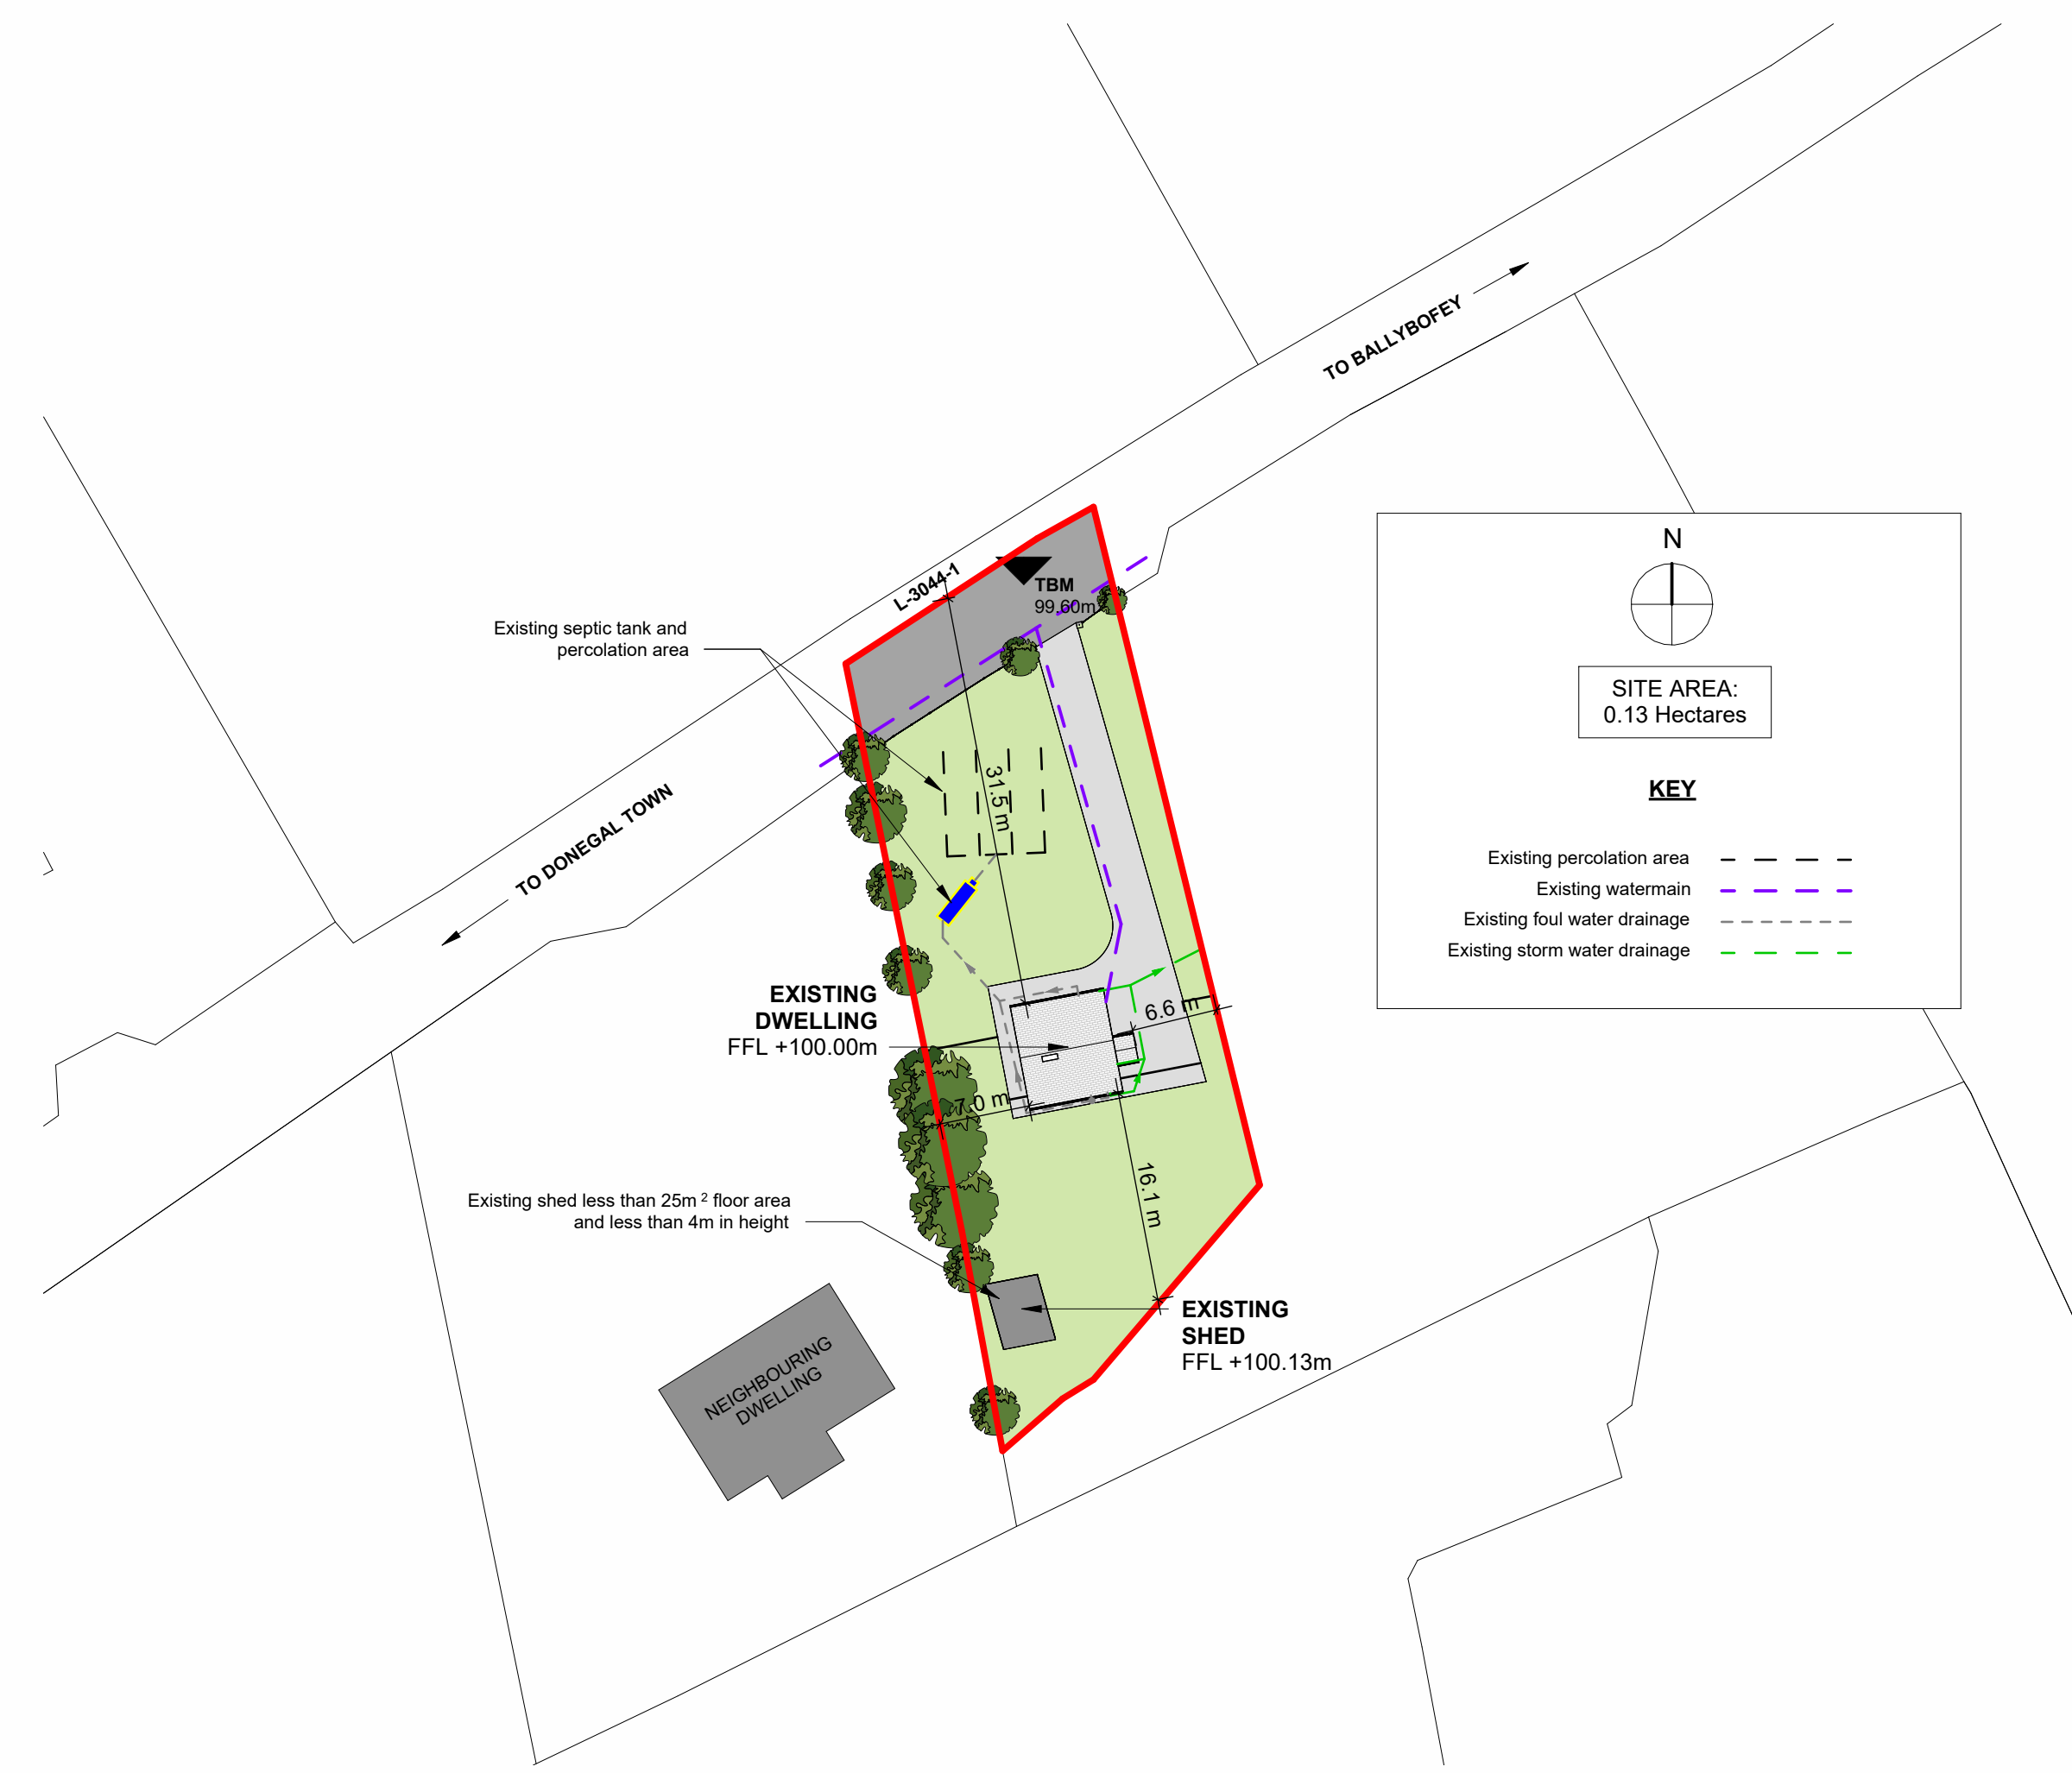 TO BALLYBOFEY
N
SITE AREA:
0.13 Hectares
KEY
Existing percolation area
Existing watermain
Existing foul water drainage
Existing storm water drainage
L-3044-1
TBM
99.60m
Existing septic tank and
percolation area
31.5 m
TO DONEGAL TOWN
EXISTING
DWELLING
FFL +100.00m
6.6 m
7.0 m
16.1 m
Existing shed less than 25m ² floor area
and less than 4m in height
EXISTING
SHED
FFL +100.13m
NEIGHBOURING
DWELLING